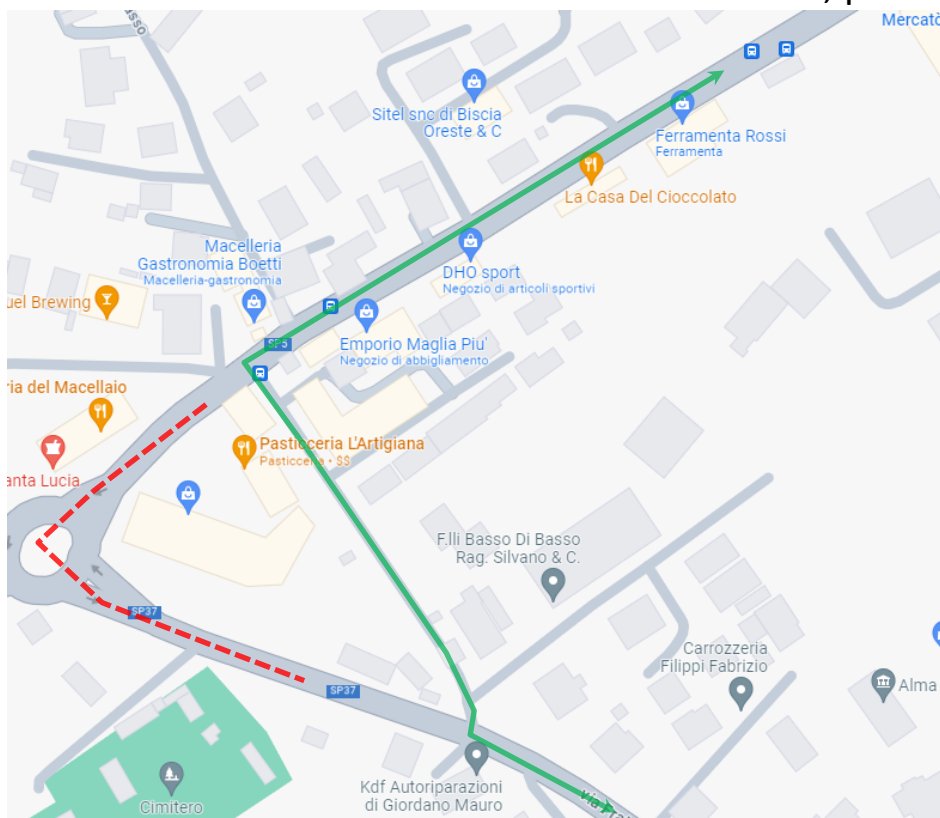 Mercatò
Sitel snc di Biscia
Oreste & C
Ferramenta Rossi
Ferramenta
La Casa Del Cioccolato
Macelleria
Gastronomia Boetti
Macelleria-gastronomia
DHO sport
Negozio di articoli sportivi
uel Brewing
SP5
Emporio Maglia Piu'
Negozio di abbigliamento
ria del Macellaio
Pasticceria L'Artigiana
Pasticceria • $$
anta Lucia
F.lli Basso Di Basso
Rag. Silvano & C.
SP37
Carrozzeria
Filippi Fabrizio
SP37
Alma
Kdf Autoriparazioni
di Giordano Mauro
Cimitero